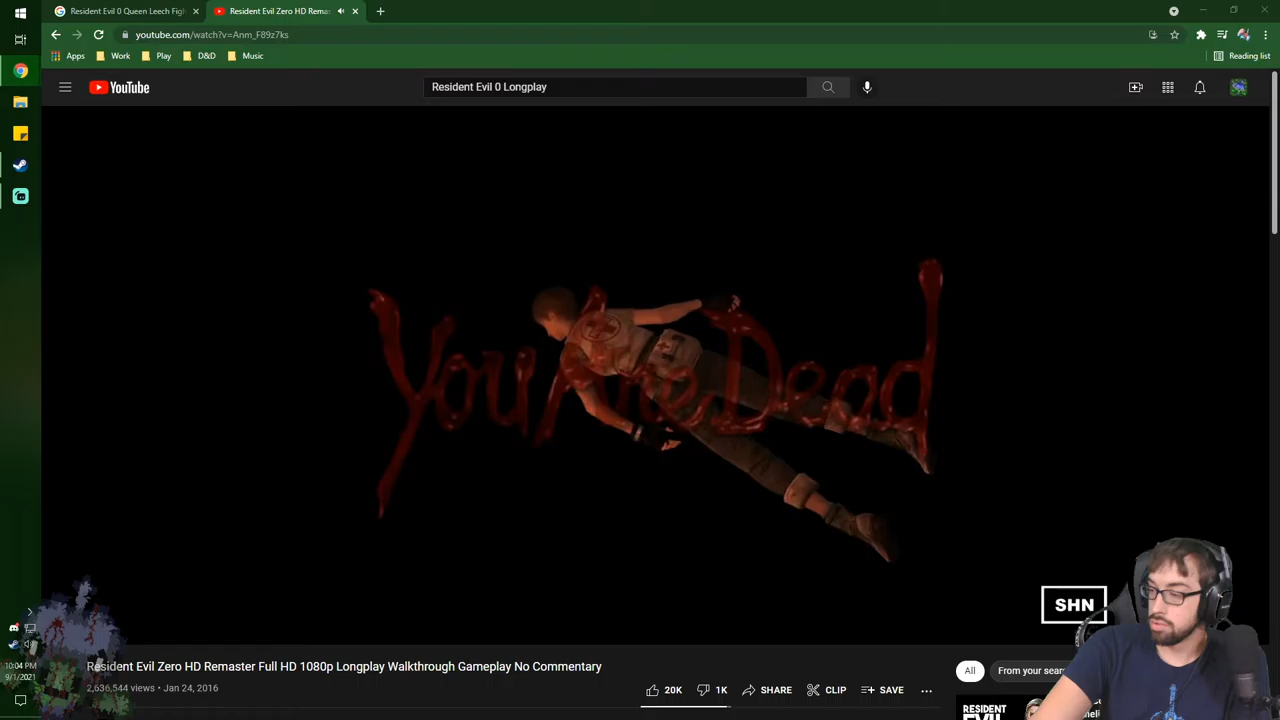 Resident Evil 0 Queen Leech Figh
Resident Evil Zero HD Remas
youtube.com/watch?v=Anm_F89z7ks
Apps Work Play D&D Music Reading list
YouTube
Resident Evil 0 Longplay
You Are Dead
SHN
10:04 PM
9/1/2021
Resident Evil Zero HD Remaster Full HD 1080p Longplay Walkthrough Gameplay No Commentary
2,636,544 views • Jan 24, 2016
20K 1K SHARE CLIP SAVE
All From your sear
RESIDENT
EVIL